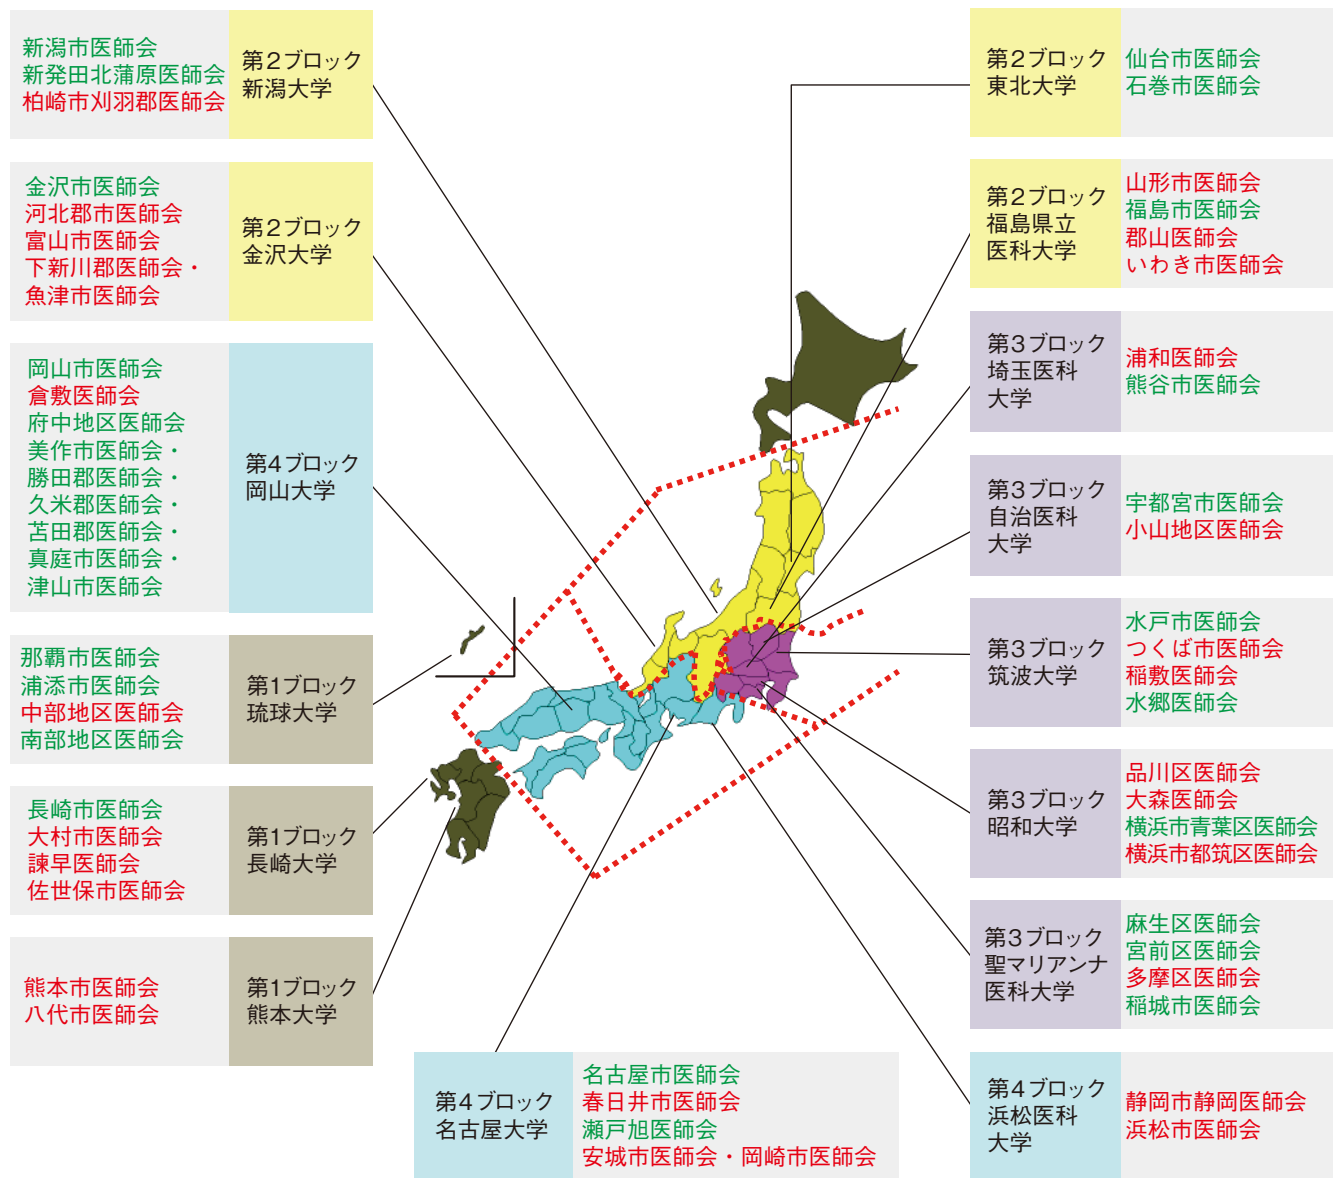 新潟市医師会
新発田北蒲原医師会
柏崎市刈羽郡医師会
第2ブロック
新潟大学
金沢市医師会
河北郡市医師会
富山市医師会
下新川郡医師会・
魚津市医師会
第2ブロック
金沢大学
岡山市医師会
倉敷医師会
府中地区医師会
美作市医師会・
勝田郡医師会・
久米郡医師会・
苫田郡医師会・
真庭市医師会・
津山市医師会
第4ブロック
岡山大学
那覇市医師会
浦添市医師会
中部地区医師会
南部地区医師会
第1ブロック
琉球大学
長崎市医師会
大村市医師会
諫早医師会
佐世保市医師会
第1ブロック
長崎大学
熊本市医師会
八代市医師会
第1ブロック
熊本大学
第4ブロック
名古屋大学
名古屋市医師会
春日井市医師会
瀬戸旭医師会
安城市医師会・岡崎市医師会
第2ブロック
東北大学
仙台市医師会
石巻市医師会
第2ブロック
福島県立
医科大学
山形市医師会
福島市医師会
郡山医師会
いわき市医師会
第3ブロック
埼玉医科
大学
浦和医師会
熊谷市医師会
第3ブロック
自治医科
大学
宇都宮市医師会
小山地区医師会
第3ブロック
筑波大学
水戸市医師会
つくば市医師会
稲敷医師会
水郷医師会
第3ブロック
昭和大学
品川区医師会
大森医師会
横浜市青葉区医師会
横浜市都筑区医師会
第3ブロック
聖マリアンナ
医科大学
麻生区医師会
宮前区医師会
多摩区医師会
稲城市医師会
第4ブロック
浜松医科
大学
静岡市静岡医師会
浜松市医師会